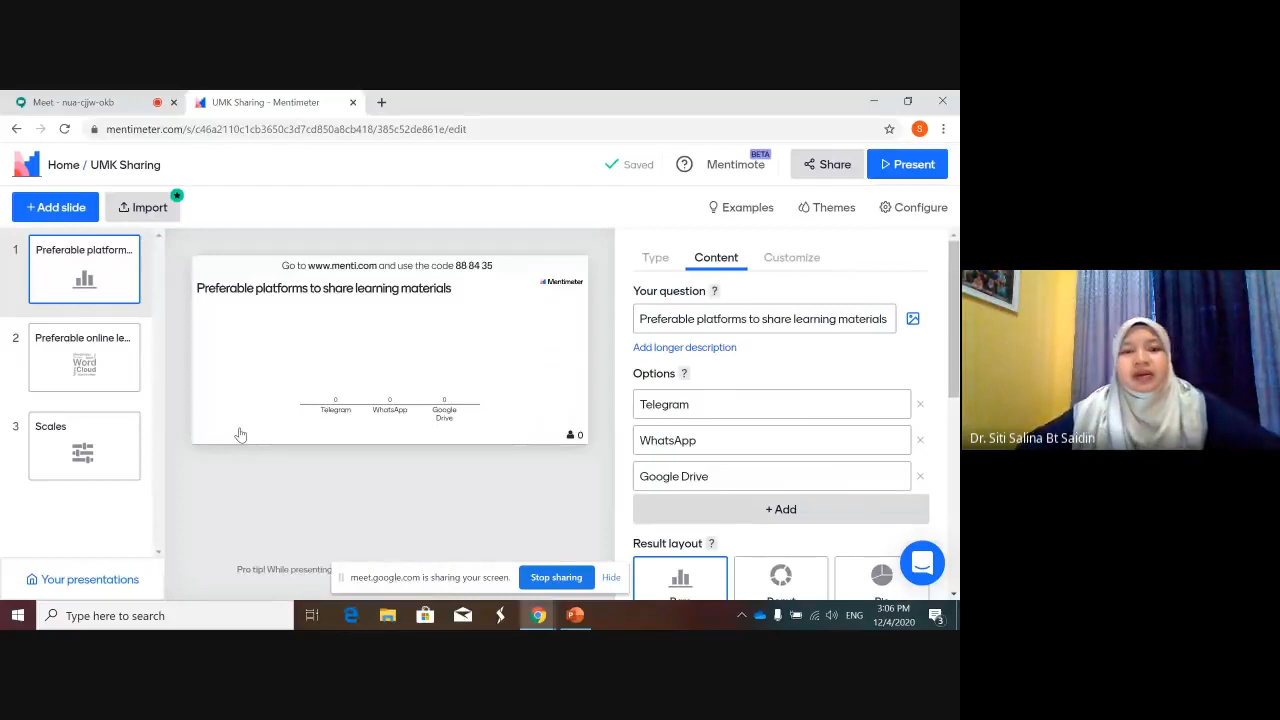 Meet - nua-cjjw-okb
UMK Sharing - Mentimeter
mentimeter.com/s/c46a2110c1cb3650c3d7cd850a8cb418/385c52de861e/edit
S
Home / UMK Sharing
Saved
Mentimote
BETA
Share
Present
+ Add slide
Import
Examples
Themes
Configure
1
Preferable platform...
2
Preferable online le...
Word
Cloud
3
Scales
Your presentations
Go to www.menti.com and use the code 88 84 35
Mentimeter
Preferable platforms to share learning materials
0 0 0
Telegram WhatsApp Google
Drive
0
Pro tip! While presenting
Type
Content
Customize
Your question ?
Preferable platforms to share learning materials
Add longer description
Options ?
Telegram
WhatsApp
Google Drive
+ Add
Result layout ?
meet.google.com is sharing your screen.
Stop sharing
Hide
Type here to search
ENG
3:06 PM
12/4/2020
3
Dr. Siti Salina Bt Saidin